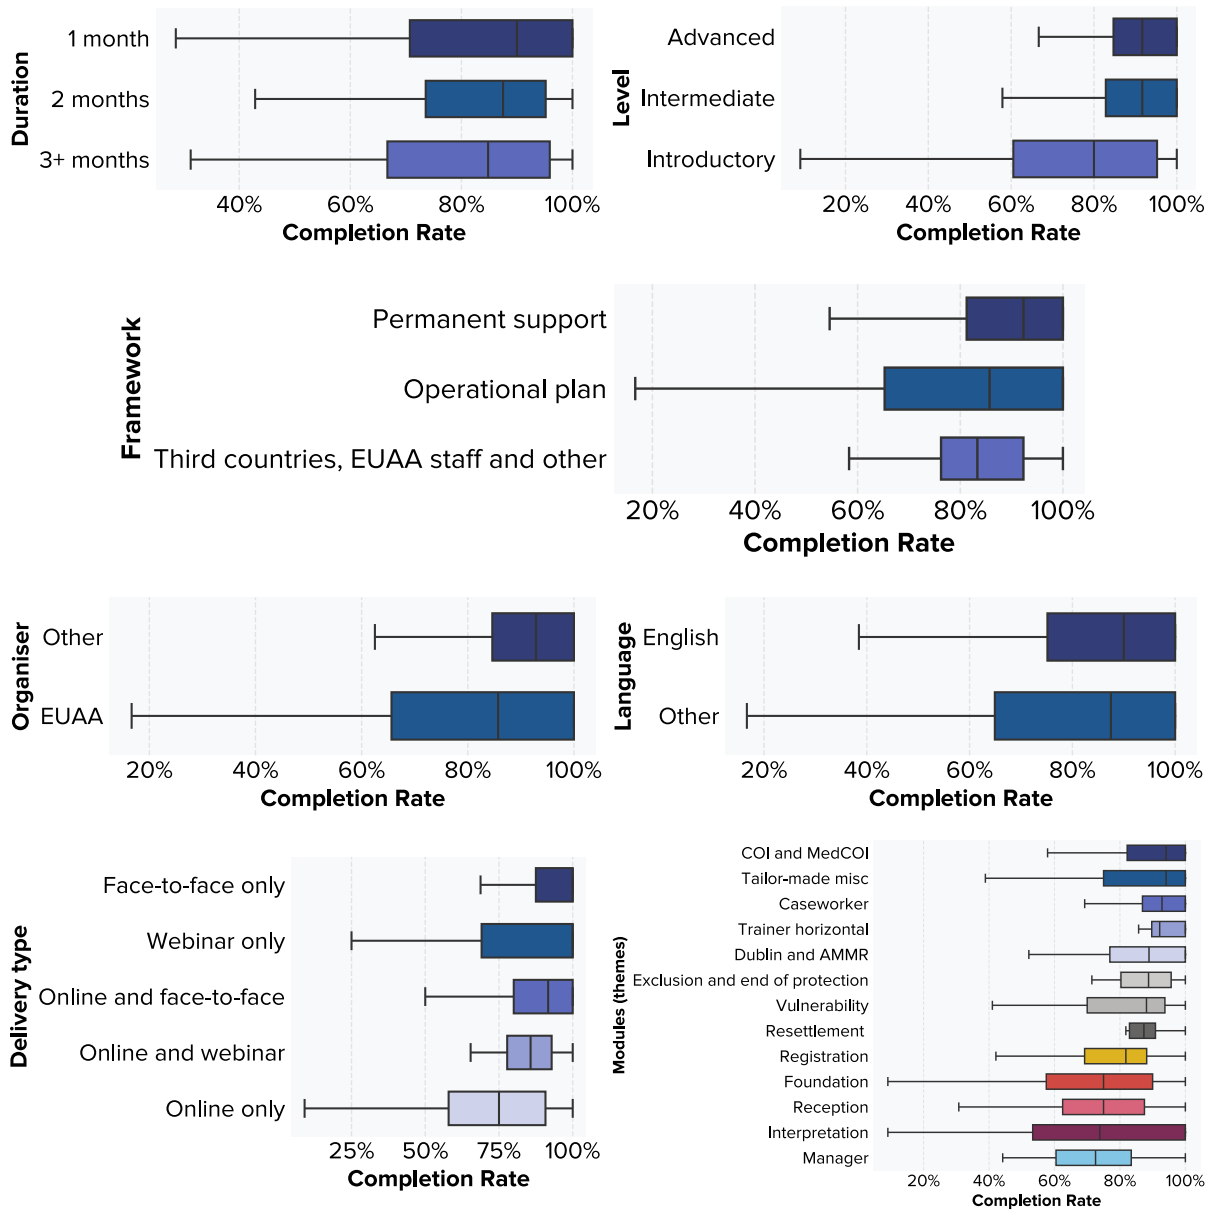 Duration
1 month
2 months
3+ months
40% 60% 80% 100%
Completion Rate
Level
Advanced
Intermediate
Introductory
20% 40% 60% 80% 100%
Completion Rate
Framework
Permanent support
Operational plan
Third countries, EUAA staff and other
20% 40% 60% 80% 100%
Completion Rate
Organiser
Other
EUAA
20% 40% 60% 80% 100%
Completion Rate
Language
English
Other
20% 40% 60% 80% 100%
Completion Rate
Delivery type
Face-to-face only
Webinar only
Online and face-to-face
Online and webinar
Online only
25% 50% 75% 100%
Completion Rate
Modules (themes)
COI and MedCOI
Tailor-made misc
Caseworker
Trainer horizontal
Dublin and AMMR
Exclusion and end of protection
Vulnerability
Resettlement
Registration
Foundation
Reception
Interpretation
Manager
20% 40% 60% 80% 100%
Completion Rate